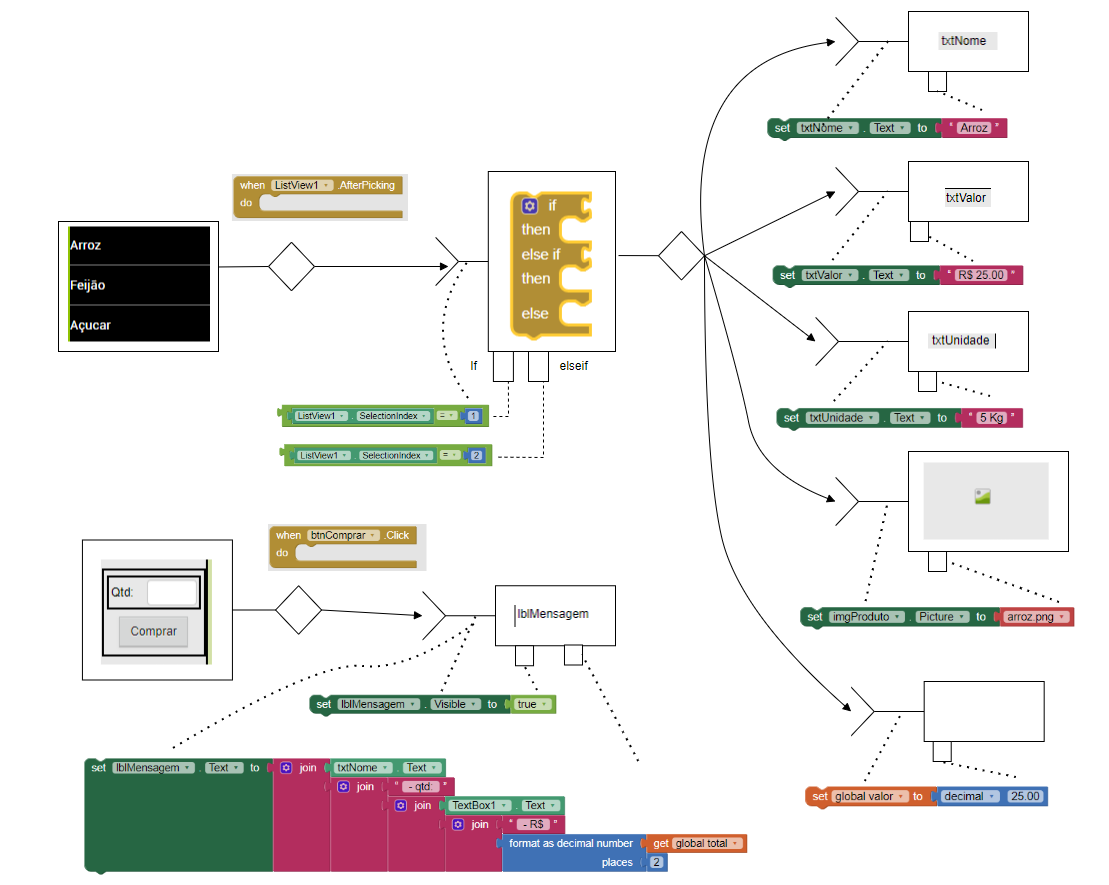 txtNome
set txtNome . Text to " Arroz "
when ListView1 .AfterPicking
do
Arroz
Feijão
Açucar
if
then
else if
then
else
If
elseif
ListView1 . SelectionIndex = 1
ListView1 . SelectionIndex = 2
txtValor
set txtValor . Text to " R$ 25.00 "
txtUnidade
set txtUnidade . Text to " 5 Kg "
set imgProduto . Picture to arroz.png
set global valor to decimal 25.00
when btnComprar .Click
do
Qtd:
Comprar
lblMensagem
set lblMensagem . Visible to true
set lblMensagem . Text to join txtNome . Text
join " - qtd: "
join TextBox1 . Text
join " - R$ "
format as decimal number get global total
places 2